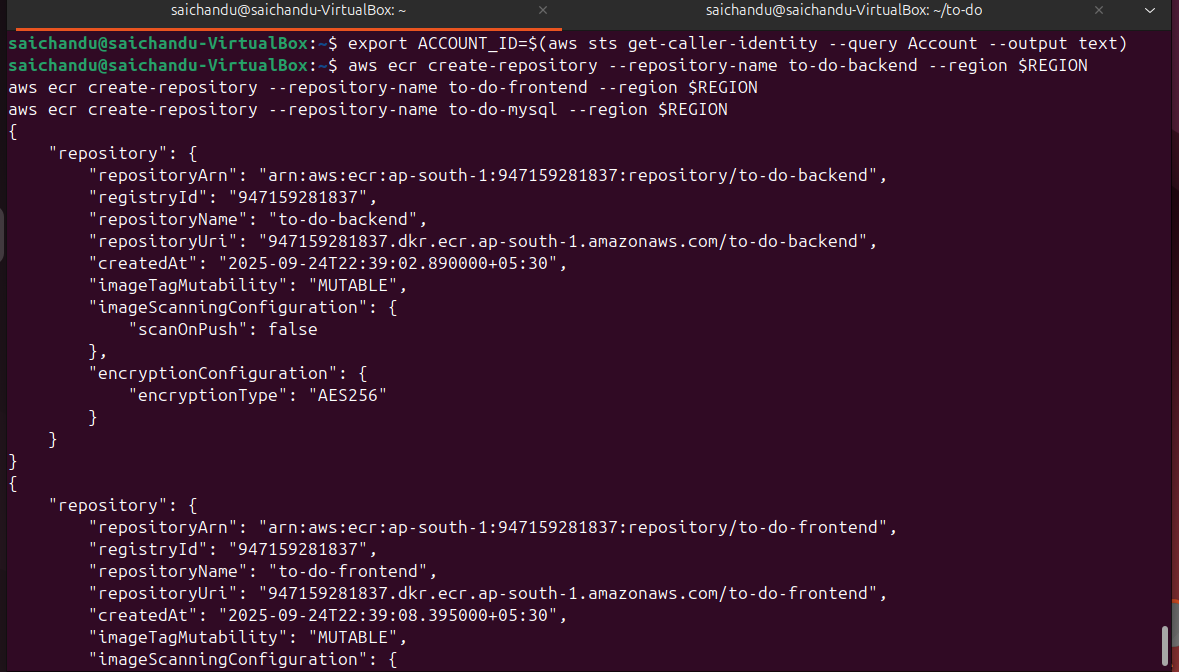 saichandu@saichandu-VirtualBox: ~
saichandu@saichandu-VirtualBox: ~/to-do
saichandu@saichandu-VirtualBox:~$ export ACCOUNT_ID=$(aws sts get-caller-identity --query Account --output text)
saichandu@saichandu-VirtualBox:~$ aws ecr create-repository --repository-name to-do-backend --region $REGION
aws ecr create-repository --repository-name to-do-frontend --region $REGION
aws ecr create-repository --repository-name to-do-mysql --region $REGION
{
    "repository": {
        "repositoryArn": "arn:aws:ecr:ap-south-1:947159281837:repository/to-do-backend",
        "registryId": "947159281837",
        "repositoryName": "to-do-backend",
        "repositoryUri": "947159281837.dkr.ecr.ap-south-1.amazonaws.com/to-do-backend",
        "createdAt": "2025-09-24T22:39:02.890000+05:30",
        "imageTagMutability": "MUTABLE",
        "imageScanningConfiguration": {
            "scanOnPush": false
        },
        "encryptionConfiguration": {
            "encryptionType": "AES256"
        }
    }
}
{
    "repository": {
        "repositoryArn": "arn:aws:ecr:ap-south-1:947159281837:repository/to-do-frontend",
        "registryId": "947159281837",
        "repositoryName": "to-do-frontend",
        "repositoryUri": "947159281837.dkr.ecr.ap-south-1.amazonaws.com/to-do-frontend",
        "createdAt": "2025-09-24T22:39:08.395000+05:30",
        "imageTagMutability": "MUTABLE",
        "imageScanningConfiguration": {